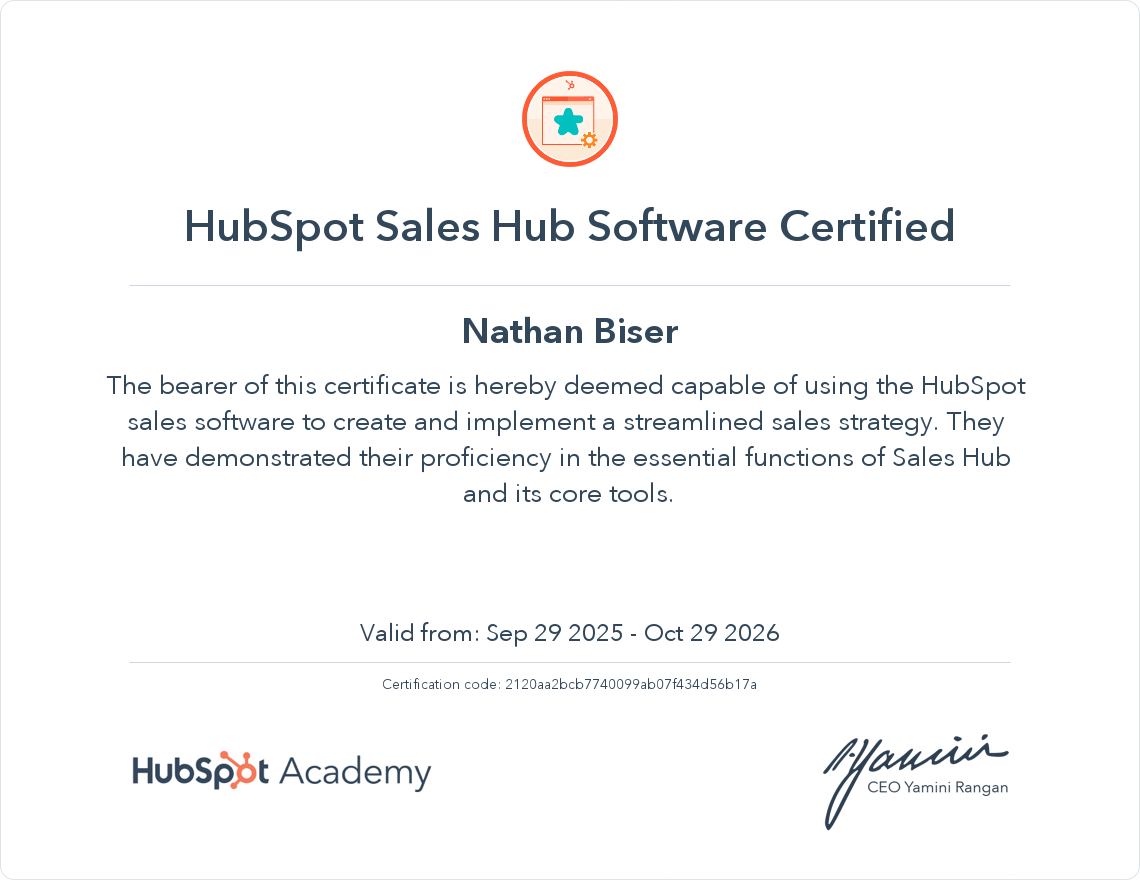 HubSpot Sales Hub Software Certified
Nathan Biser
The bearer of this certificate is hereby deemed capable of using the HubSpot
sales software to create and implement a streamlined sales strategy. They
have demonstrated their proficiency in the essential functions of Sales Hub
and its core tools.
Valid from: Sep 29 2025 - Oct 29 2026
Certification code: 2120aa2bcb7740099ab07f434d56b17a
HubSpot Academy
Yamini
CEO Yamini Rangan